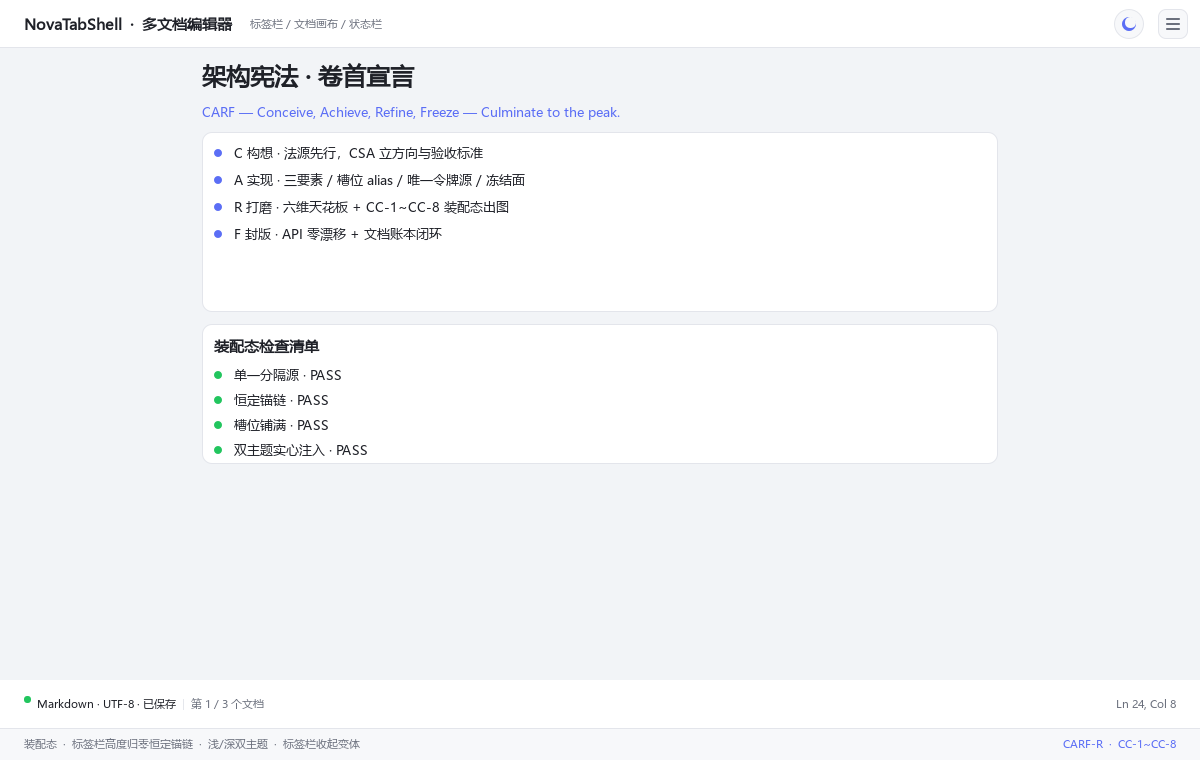 NovaTabShell · 多文档编辑器 标签栏 / 文档画布 / 状态栏
架构宪法 · 卷首宣言
CARF — Conceive, Achieve, Refine, Freeze — Culminate to the peak.
C 构想 · 法源先行，CSA 立方向与验收标准
A 实现 · 三要素 / 槽位 alias / 唯一令牌源 / 冻结面
R 打磨 · 六维天花板 + CC-1~CC-8 装配态出图
F 封版 · API 零漂移 + 文档账本闭环
装配态检查清单
单一分隔源 · PASS
恒定锚链 · PASS
槽位铺满 · PASS
双主题实心注入 · PASS
Markdown · UTF-8 · 已保存 第 1 / 3 个文档 Ln 24, Col 8
装配态 · 标签栏高度归零恒定锚链 · 浅/深双主题 · 标签栏收起变体 CARF-R · CC-1~CC-8